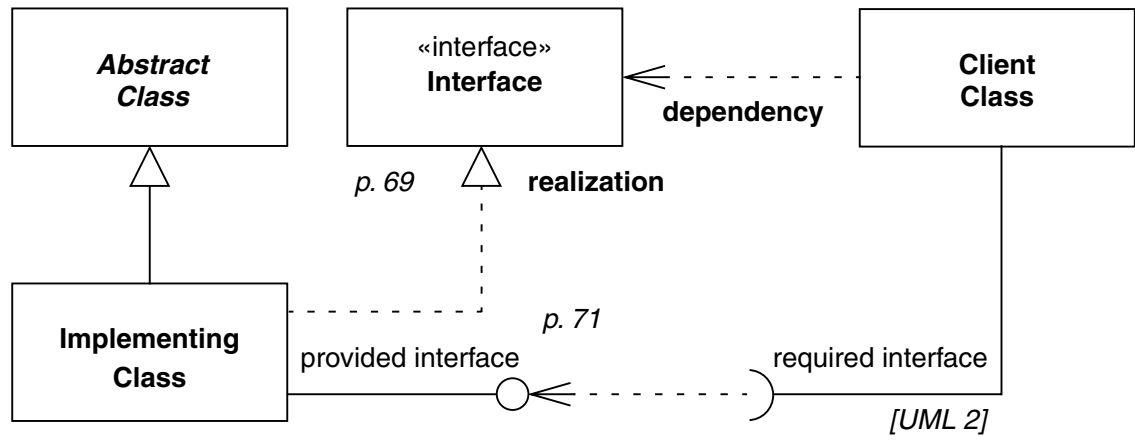 Abstract
Class
«interface»
Interface
Client
Class
dependency
p. 69
realization
Implementing
Class
p. 71
provided interface
required interface
[UML 2]